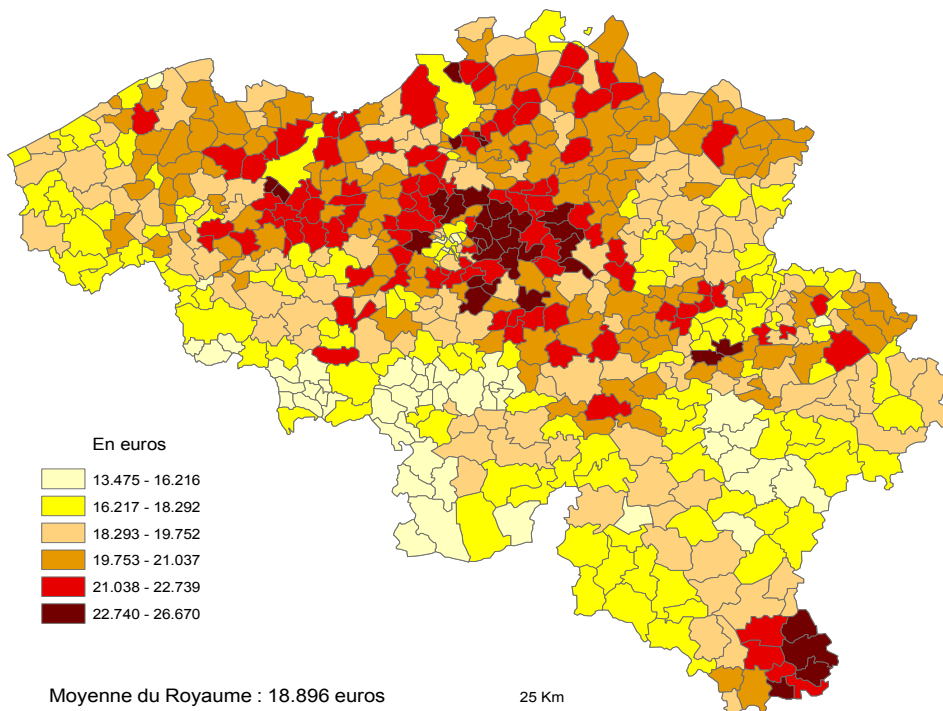 En euros
13.475 - 16.216
16.217 - 18.292
18.293 - 19.752
19.753 - 21.037
21.038 - 22.739
22.740 - 26.670
Moyenne du Royaume : 18.896 euros
25 Km